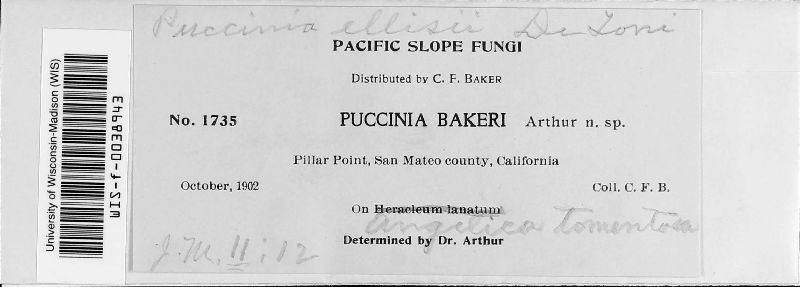 Puccinia ellisii De Toni
PACIFIC SLOPE FUNGI
Distributed by C. F. BAKER
No. 1735 PUCCINIA BAKERI Arthur n. sp.
Pillar Point, San Mateo county, California
October, 1902 Coll. C. F. B.
On Heracleum lanatum
Angelica tomentosa
Determined by Dr. Arthur
J.M. 11:12
University of Wisconsin-Madison (WIS)
WIS-f-0038943